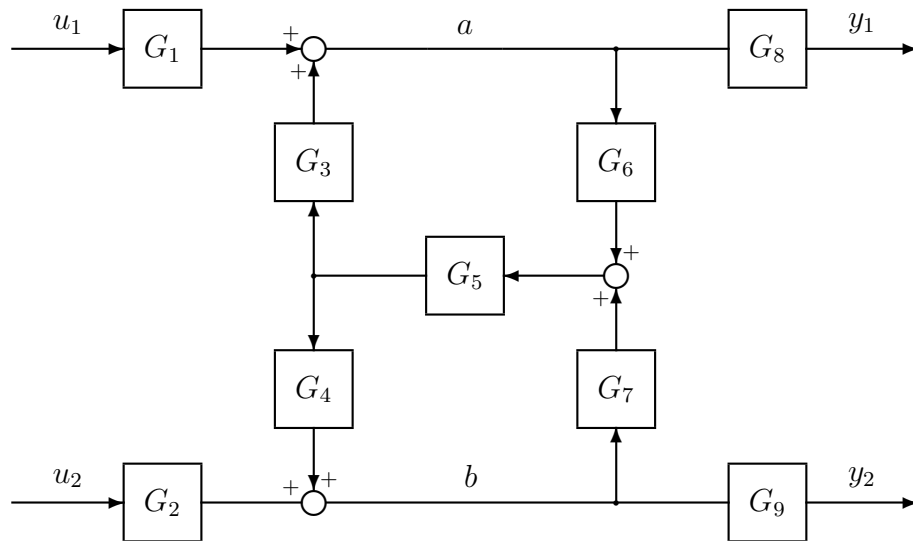 u₁ G₁ + + a G₈ y₁
G₃ G₆
G₅ + +
G₄ G₇
u₂ G₂ + + b G₉ y₂